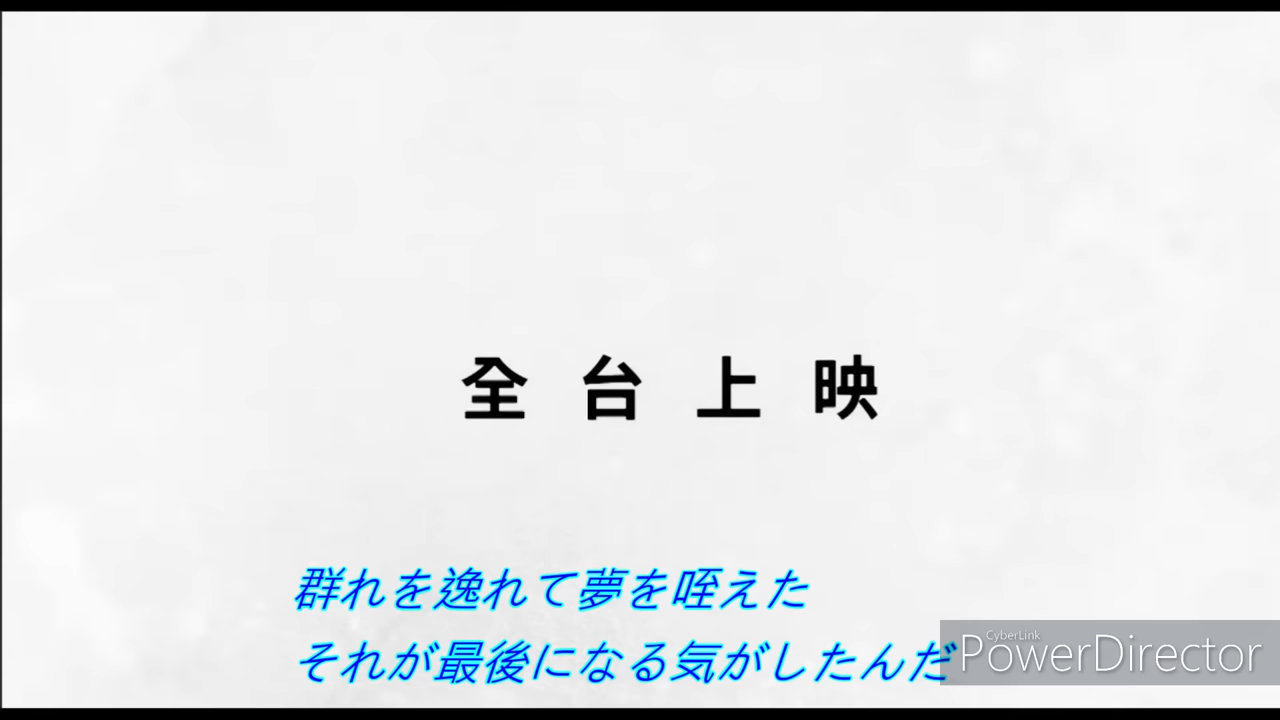 全台上映
群れを逸れて夢を咥えた
それが最後になる気がしたんだ
CyberLink
PowerDirector